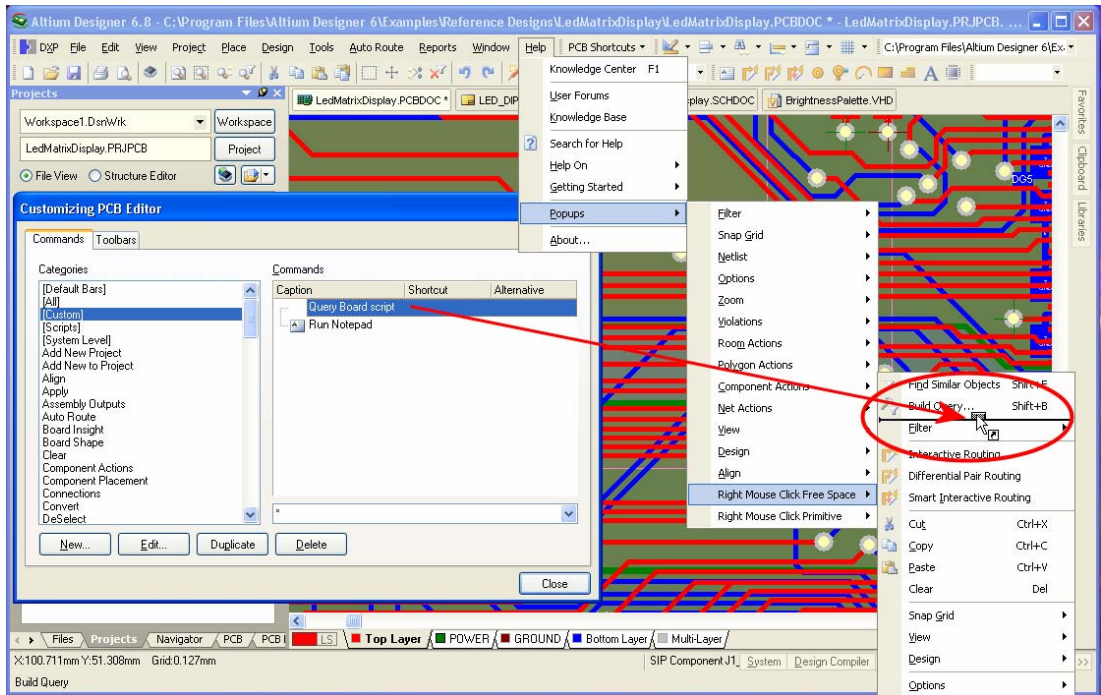 Altium Designer 6.8 - C:\Program Files\Altium Designer 6\Examples\Reference Designs\LedMatrixDisplay\LedMatrixDisplay.PCBDOC * - LedMatrixDisplay.PRJPCB. ...
DXP File Edit View Project Place Design Tools Auto Route Reports Window Help PCB Shortcuts C:\Program Files\Altium Designer 6\Ex
Projects
Workspace1.DsnWrk Workspace
LedMatrixDisplay.PRJPCB Project
File View Structure Editor
LedMatrixDisplay.PCBDOC * LED_DIP play.SCHDOC BrightnessPalette.VHD
Knowledge Center F1
User Forums
Knowledge Base
Search for Help
Help On
Getting Started
Popups
About...
Favorites
Clipboard
Libraries
DG5
Customizing PCB Editor
Commands Toolbars
Categories
[Default Bars]
[All]
[Custom]
[Scripts]
[System Level]
Add New Project
Add New to Project
Align
Apply
Assembly Outputs
Auto Route
Board Insight
Board Shape
Clear
Component Actions
Component Placement
Connections
Convert
DeSelect
Commands
Caption Shortcut Alternative
Query Board script
Run Notepad
*
New... Edit... Duplicate Delete
Close
Filter
Snap Grid
Netlist
Options
Zoom
Violations
Room Actions
Polygon Actions
Component Actions
Net Actions
View
Design
Align
Right Mouse Click Free Space
Right Mouse Click Primitive
Find Similar Objects Shift+F
Build Query... Shift+B
Filter
Interactive Routing
Differential Pair Routing
Smart Interactive Routing
Cut Ctrl+X
Copy Ctrl+C
Paste Ctrl+V
Clear Del
Snap Grid
View
Design
Options
Files Projects Navigator PCB PCB I
LS Top Layer POWER GROUND Bottom Layer Multi-Layer
X:100.711mm Y:51.308mm Grid:0.127mm
SIP Component J1 System Design Compiler
Build Query